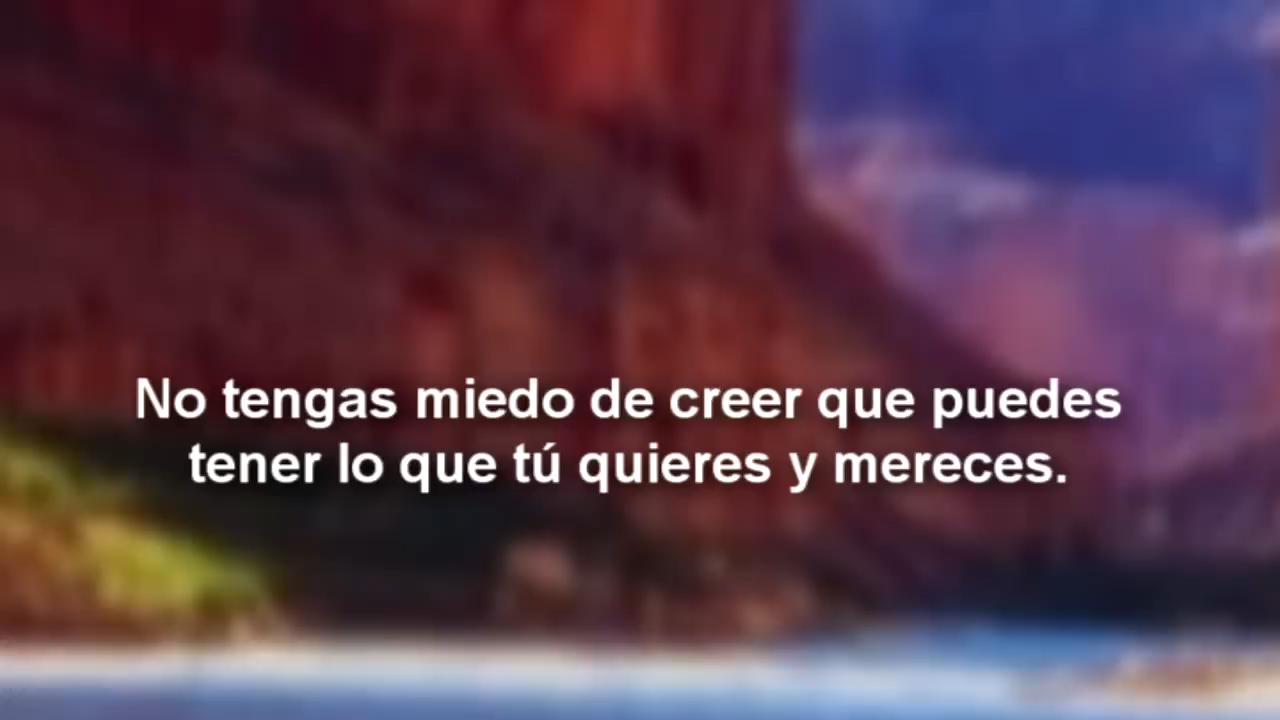 No tengas miedo de creer que puedes
tener lo que tú quieres y mereces.